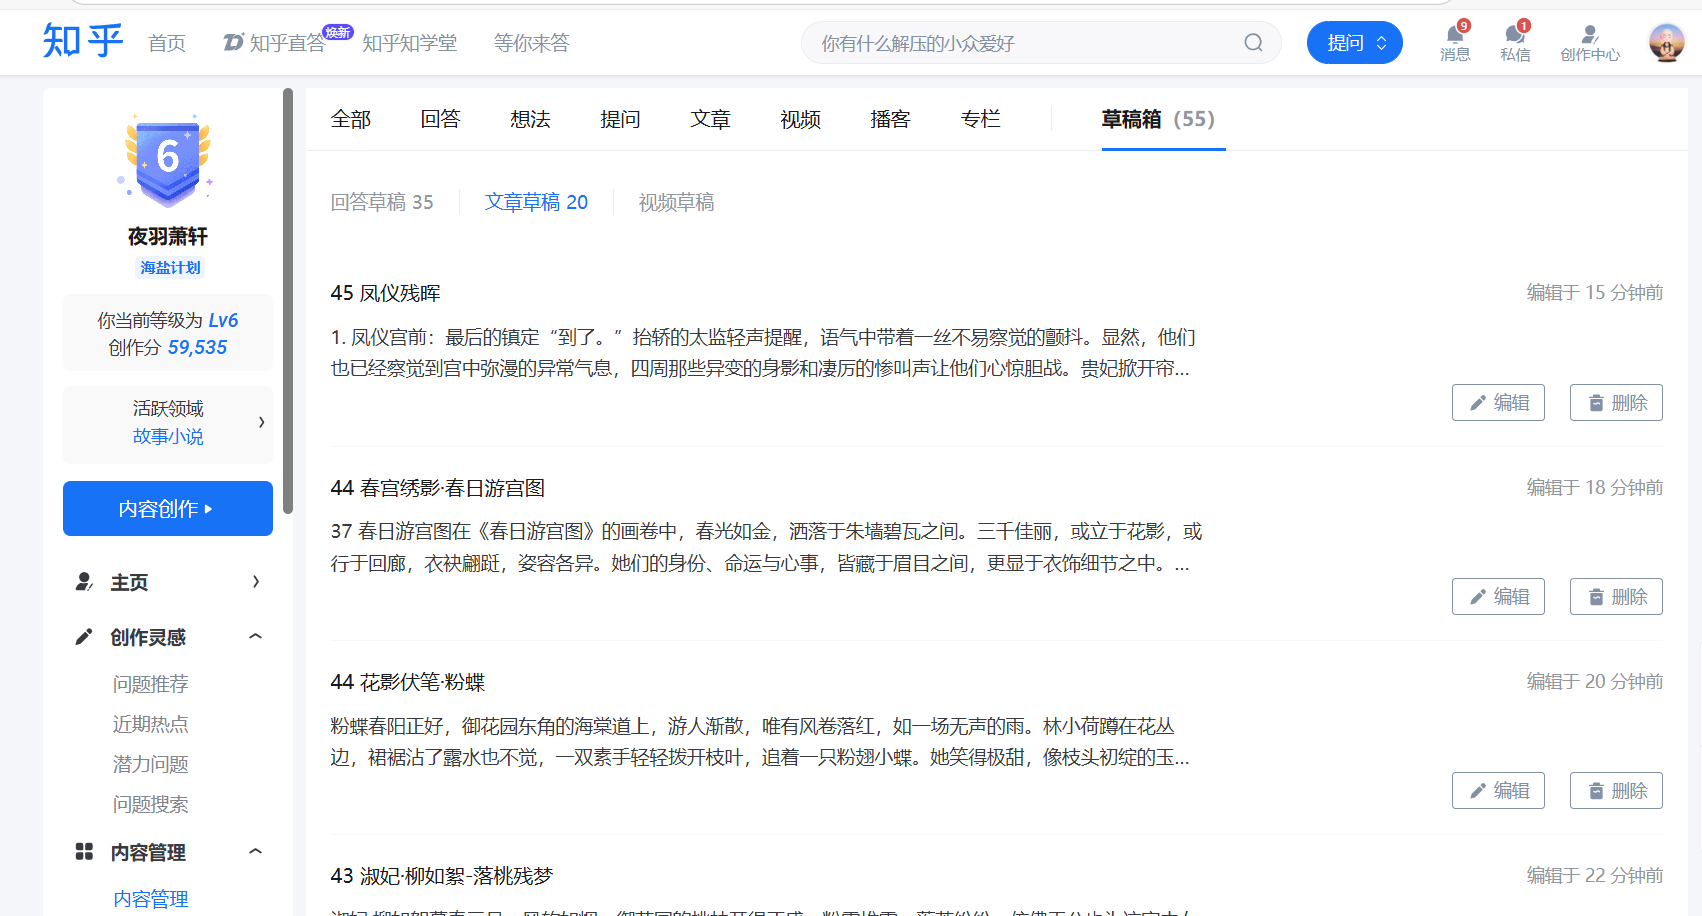 知乎
首页
知乎直答
焕新
知乎知学堂
等你来答
你有什么解压的小众爱好
提问
9
消息
1
私信
创作中心
6
夜羽萧轩
海盐计划
你当前等级为 Lv6
创作分 59,535
活跃领域
故事小说
内容创作
主页
创作灵感
问题推荐
近期热点
潜力问题
问题搜索
内容管理
内容管理
全部 回答 想法 提问 文章 视频 播客 专栏 草稿箱（55）
回答草稿 35 文章草稿 20 视频草稿
45 凤仪残晖
编辑于 15 分钟前
1. 凤仪宫前：最后的镇定“到了。”抬轿的太监轻声提醒，语气中带着一丝不易察觉的颤抖。显然，他们
也已经察觉到宫中弥漫的异常气息，四周那些异变的身影和凄厉的惨叫声让他们心惊胆战。贵妃掀开帘...
编辑 删除
44 春宫绣影·春日游宫图
编辑于 18 分钟前
37 春日游宫图在《春日游宫图》的画卷中，春光如金，洒落于朱墙碧瓦之间。三千佳丽，或立于花影，或
行于回廊，衣袂翩跹，姿容各异。她们的身份、命运与心事，皆藏于眉目之间，更显于衣饰细节之中。...
编辑 删除
44 花影伏笔·粉蝶
编辑于 20 分钟前
粉蝶春阳正好，御花园东角的海棠道上，游人渐散，唯有风卷落红，如一场无声的雨。林小荷蹲在花丛
边，裙裾沾了露水也不觉，一双素手轻轻拨开枝叶，追着一只粉翅小蝶。她笑得极甜，像枝头初绽的玉...
编辑 删除
43 淑妃·柳如絮-落桃残梦
编辑于 22 分钟前